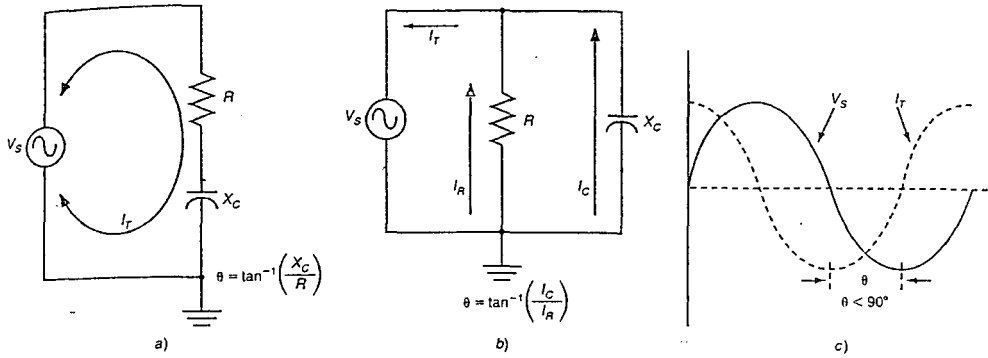 V_S
R
X_C
I_T
θ = tan⁻¹(X_C/R)
a)
I_T
V_S
R
X_C
I_R
I_C
θ = tan⁻¹(I_C/I_R)
b)
V_S
I_T
θ
θ < 90°
c)